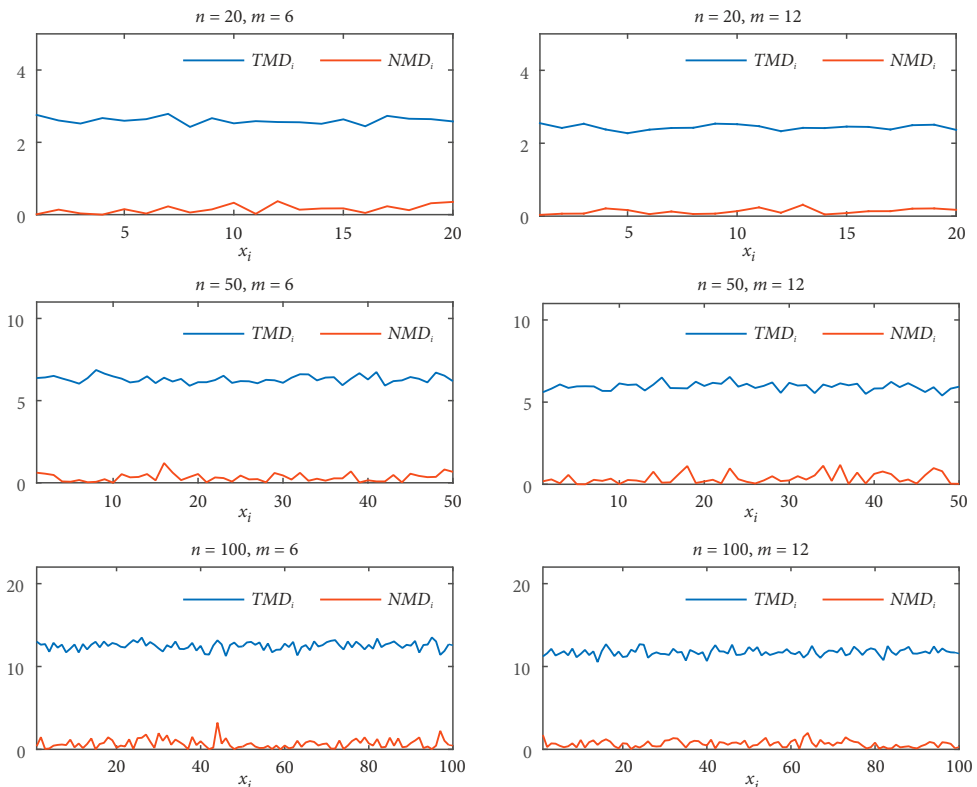 n = 20, m = 6
4
2
0
TMDᵢ NMDᵢ
5 10 15 20
xᵢ
n = 20, m = 12
4
2
0
TMDᵢ NMDᵢ
5 10 15 20
xᵢ
n = 50, m = 6
10
5
0
TMDᵢ NMDᵢ
10 20 30 40 50
xᵢ
n = 50, m = 12
10
5
0
TMDᵢ NMDᵢ
10 20 30 40 50
xᵢ
n = 100, m = 6
20
10
0
TMDᵢ NMDᵢ
20 40 60 80 100
xᵢ
n = 100, m = 12
20
10
0
TMDᵢ NMDᵢ
20 40 60 80 100
xᵢ